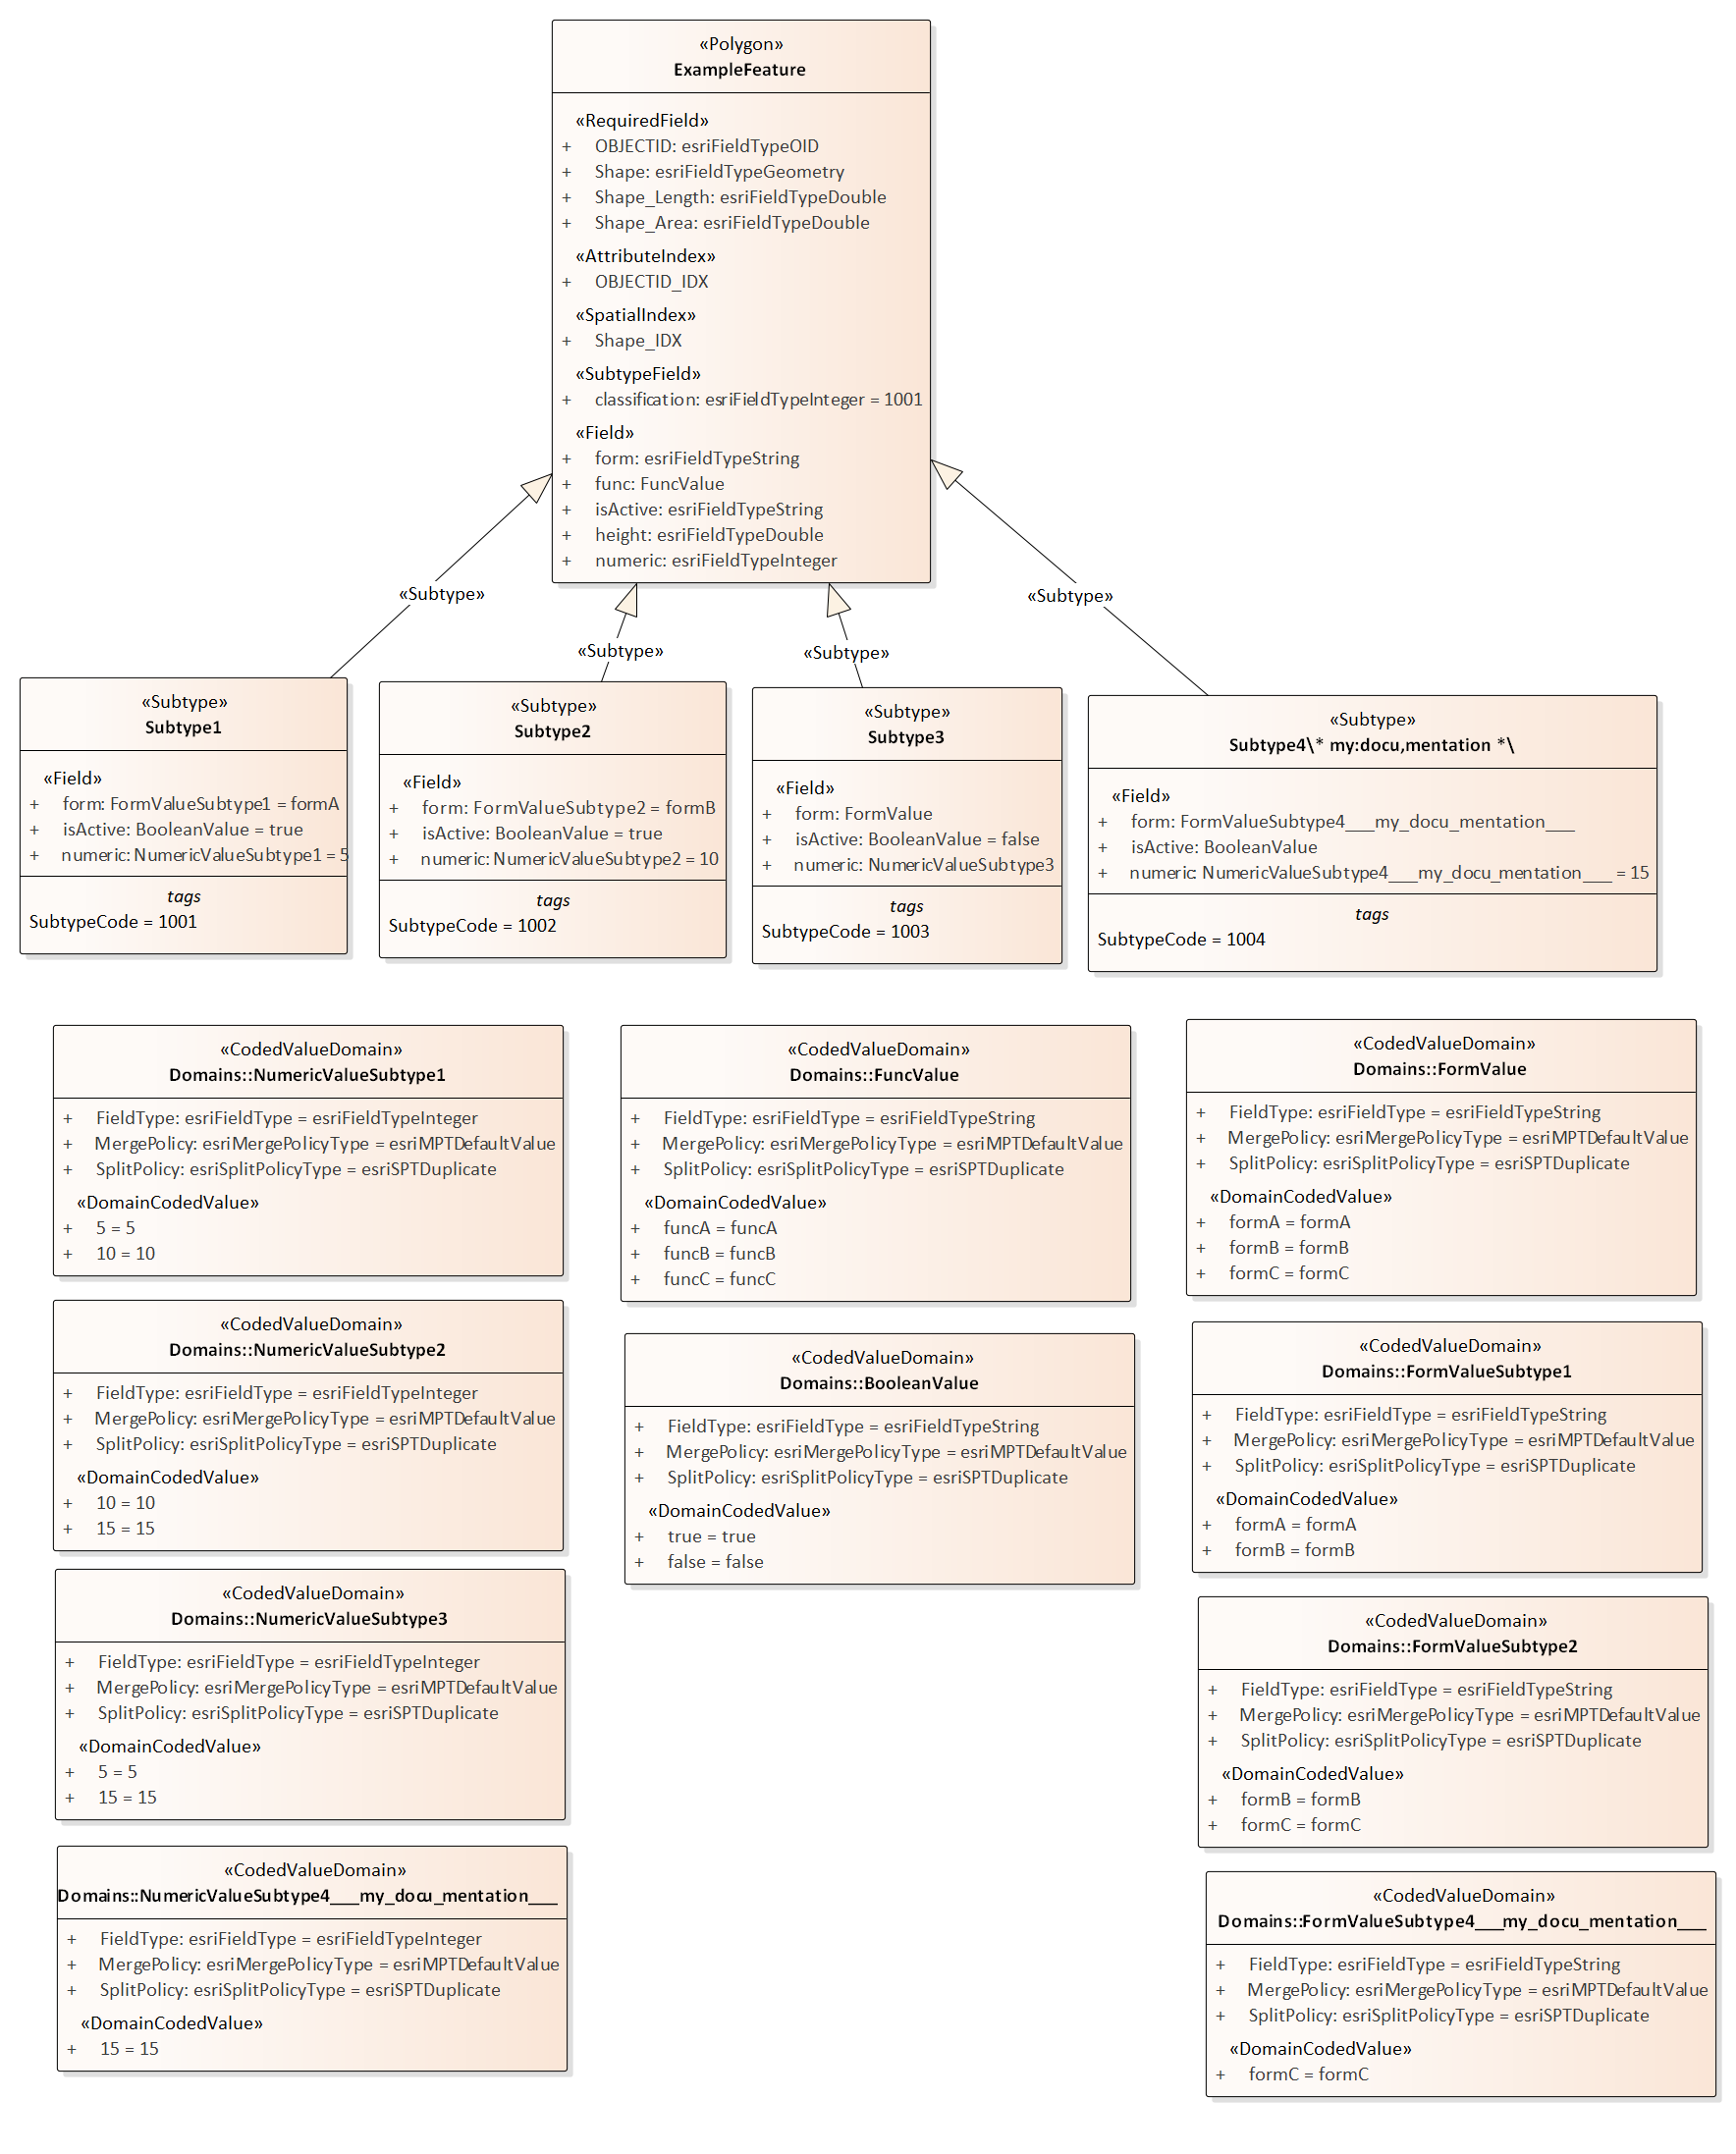 «Polygon»
ExampleFeature
«RequiredField»
+ OBJECTID: esriFieldTypeOID
+ Shape: esriFieldTypeGeometry
+ Shape_Length: esriFieldTypeDouble
+ Shape_Area: esriFieldTypeDouble
«AttributeIndex»
+ OBJECTID_IDX
«SpatialIndex»
+ Shape_IDX
«SubtypeField»
+ classification: esriFieldTypeInteger = 1001
«Field»
+ form: esriFieldTypeString
+ func: FuncValue
+ isActive: esriFieldTypeString
+ height: esriFieldTypeDouble
+ numeric: esriFieldTypeInteger
«Subtype»
«Subtype»
«Subtype»
«Subtype»
«Subtype»
Subtype1
«Field»
+ form: FormValueSubtype1 = formA
+ isActive: BooleanValue = true
+ numeric: NumericValueSubtype1 = 5
tags
SubtypeCode = 1001
«Subtype»
Subtype2
«Field»
+ form: FormValueSubtype2 = formB
+ isActive: BooleanValue = true
+ numeric: NumericValueSubtype2 = 10
tags
SubtypeCode = 1002
«Subtype»
Subtype3
«Field»
+ form: FormValue
+ isActive: BooleanValue = false
+ numeric: NumericValueSubtype3
tags
SubtypeCode = 1003
«Subtype»
Subtype4\* my:docu,mentation *\
«Field»
+ form: FormValueSubtype4___my_docu_mentation___
+ isActive: BooleanValue
+ numeric: NumericValueSubtype4___my_docu_mentation___ = 15
tags
SubtypeCode = 1004
«CodedValueDomain»
Domains::NumericValueSubtype1
+ FieldType: esriFieldType = esriFieldTypeInteger
+ MergePolicy: esriMergePolicyType = esriMPTDefaultValue
+ SplitPolicy: esriSplitPolicyType = esriSPTDuplicate
«DomainCodedValue»
+ 5 = 5
+ 10 = 10
«CodedValueDomain»
Domains::NumericValueSubtype2
+ FieldType: esriFieldType = esriFieldTypeInteger
+ MergePolicy: esriMergePolicyType = esriMPTDefaultValue
+ SplitPolicy: esriSplitPolicyType = esriSPTDuplicate
«DomainCodedValue»
+ 10 = 10
+ 15 = 15
«CodedValueDomain»
Domains::NumericValueSubtype3
+ FieldType: esriFieldType = esriFieldTypeInteger
+ MergePolicy: esriMergePolicyType = esriMPTDefaultValue
+ SplitPolicy: esriSplitPolicyType = esriSPTDuplicate
«DomainCodedValue»
+ 5 = 5
+ 15 = 15
«CodedValueDomain»
Domains::NumericValueSubtype4___my_docu_mentation___
+ FieldType: esriFieldType = esriFieldTypeInteger
+ MergePolicy: esriMergePolicyType = esriMPTDefaultValue
+ SplitPolicy: esriSplitPolicyType = esriSPTDuplicate
«DomainCodedValue»
+ 15 = 15
«CodedValueDomain»
Domains::FuncValue
+ FieldType: esriFieldType = esriFieldTypeString
+ MergePolicy: esriMergePolicyType = esriMPTDefaultValue
+ SplitPolicy: esriSplitPolicyType = esriSPTDuplicate
«DomainCodedValue»
+ funcA = funcA
+ funcB = funcB
+ funcC = funcC
«CodedValueDomain»
Domains::BooleanValue
+ FieldType: esriFieldType = esriFieldTypeString
+ MergePolicy: esriMergePolicyType = esriMPTDefaultValue
+ SplitPolicy: esriSplitPolicyType = esriSPTDuplicate
«DomainCodedValue»
+ true = true
+ false = false
«CodedValueDomain»
Domains::FormValue
+ FieldType: esriFieldType = esriFieldTypeString
+ MergePolicy: esriMergePolicyType = esriMPTDefaultValue
+ SplitPolicy: esriSplitPolicyType = esriSPTDuplicate
«DomainCodedValue»
+ formA = formA
+ formB = formB
+ formC = formC
«CodedValueDomain»
Domains::FormValueSubtype1
+ FieldType: esriFieldType = esriFieldTypeString
+ MergePolicy: esriMergePolicyType = esriMPTDefaultValue
+ SplitPolicy: esriSplitPolicyType = esriSPTDuplicate
«DomainCodedValue»
+ formA = formA
+ formB = formB
«CodedValueDomain»
Domains::FormValueSubtype2
+ FieldType: esriFieldType = esriFieldTypeString
+ MergePolicy: esriMergePolicyType = esriMPTDefaultValue
+ SplitPolicy: esriSplitPolicyType = esriSPTDuplicate
«DomainCodedValue»
+ formB = formB
+ formC = formC
«CodedValueDomain»
Domains::FormValueSubtype4___my_docu_mentation___
+ FieldType: esriFieldType = esriFieldTypeString
+ MergePolicy: esriMergePolicyType = esriMPTDefaultValue
+ SplitPolicy: esriSplitPolicyType = esriSPTDuplicate
«DomainCodedValue»
+ formC = formC